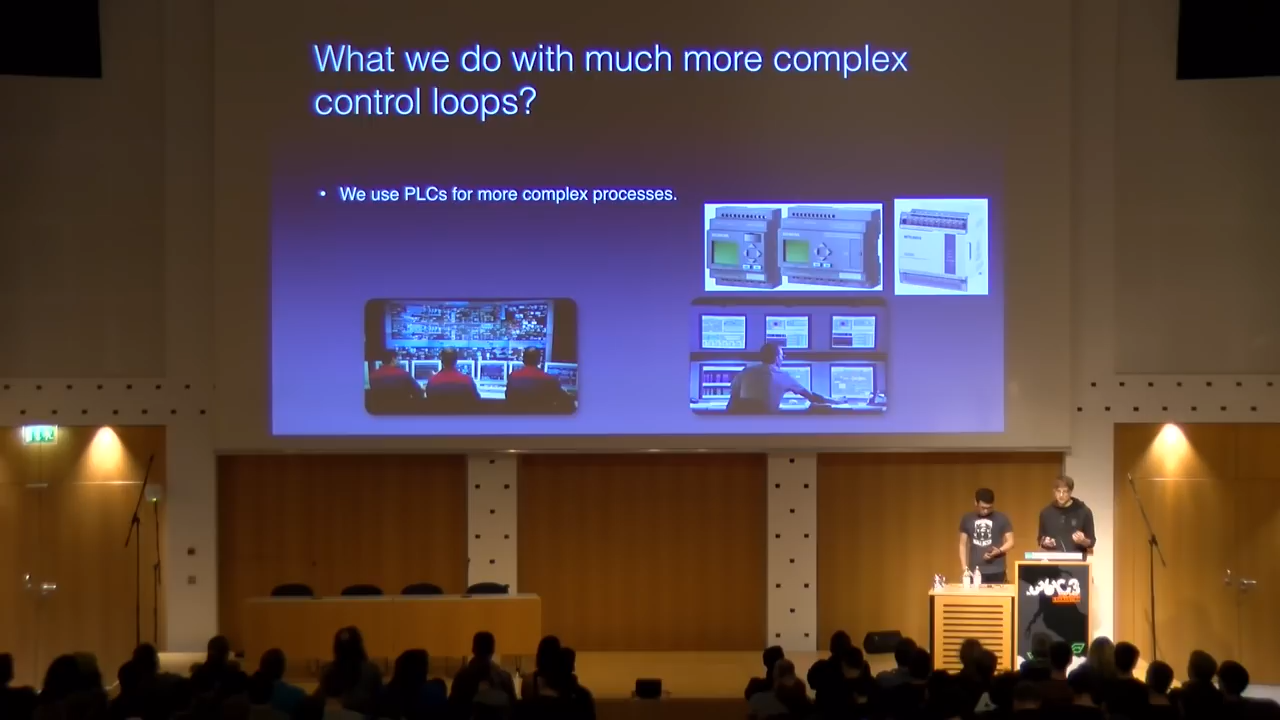 What we do with much more complex
control loops?
• We use PLCs for more complex processes.